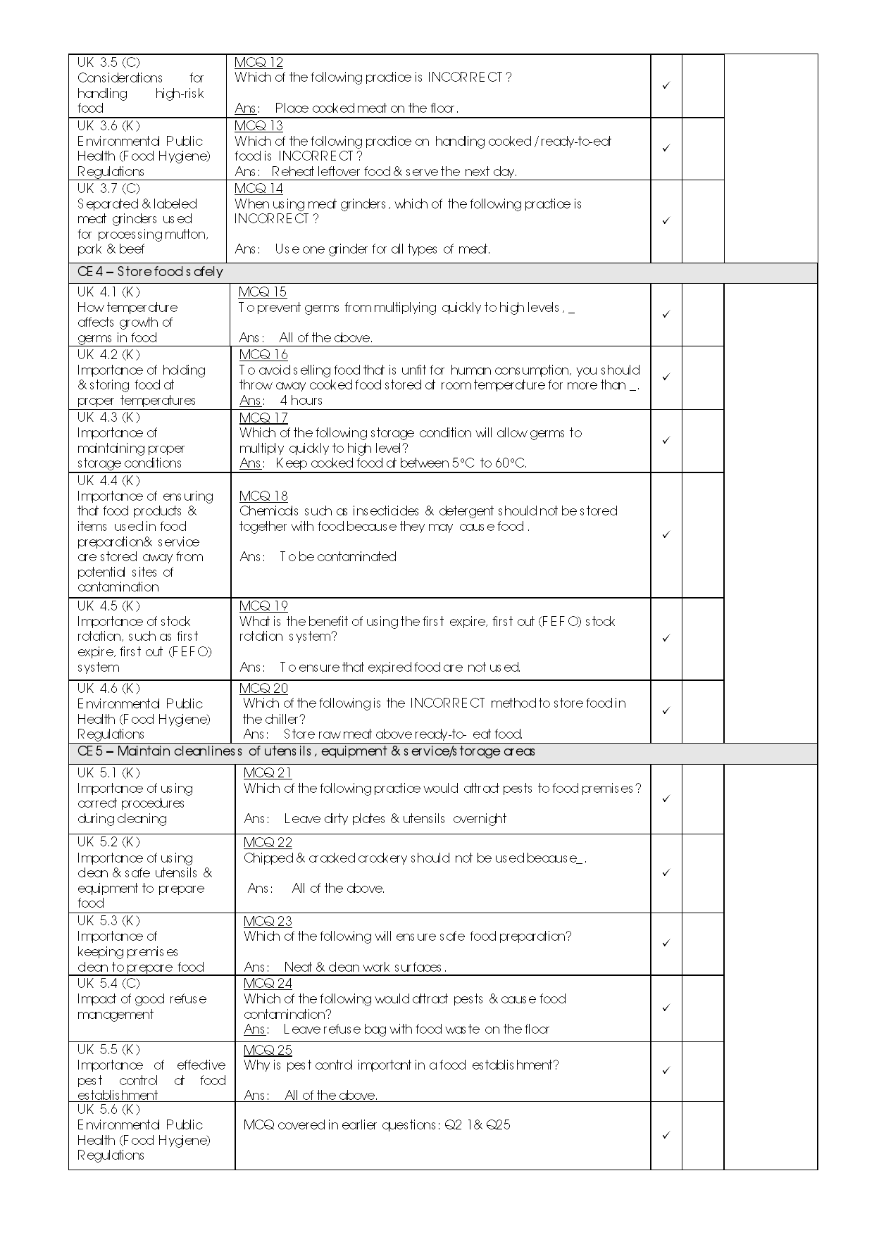 UK 3.5 (C)
Considerations for
handling high-risk
food
MCQ 12
Which of the following practice is INCORRECT?
Ans: Place cooked meat on the floor.
✓
UK 3.6 (K)
Environmental Public
Health (Food Hygiene)
Regulations
MCQ 13
Which of the following practice on handling cooked /ready-to-eat
food is INCORRECT?
Ans: Reheat leftover food & serve the next day.
✓
UK 3.7 (C)
Separated & labeled
meat grinders used
for processing mutton,
pork & beef
MCQ 14
When using meat grinders, which of the following practice is
INCORRECT?
Ans: Use one grinder for all types of meat.
✓
CE 4 – Store food safely
UK 4.1 (K)
How temperature
affects growth of
germs in food
MCQ 15
To prevent germs from multiplying quickly to high levels, _
Ans: All of the above.
✓
UK 4.2 (K)
Importance of holding
& storing food at
proper temperatures
MCQ 16
To avoid selling food that is unfit for human consumption, you should
throw away cooked food stored at room temperature for more than _.
Ans: 4 hours
✓
UK 4.3 (K)
Importance of
maintaining proper
storage conditions
MCQ 17
Which of the following storage condition will allow germs to
multiply quickly to high level?
Ans: Keep cooked food at between 5°C to 60°C.
✓
UK 4.4 (K)
Importance of ensuring
that food products &
items used in food
preparation& service
are stored away from
potential sites of
contamination
MCQ 18
Chemicals such as insecticides & detergent should not be stored
together with food because they may cause food .
Ans: To be contaminated
✓
UK 4.5 (K)
Importance of stock
rotation, such as first
expire, first out (FEFO)
system
MCQ 19
What is the benefit of using the first expire, first out (FEFO) stock
rotation system?
Ans: To ensure that expired food are not used.
✓
UK 4.6 (K)
Environmental Public
Health (Food Hygiene)
Regulations
MCQ 20
Which of the following is the INCORRECT method to store food in
the chiller?
Ans: Store raw meat above ready-to- eat food.
✓
CE 5 – Maintain cleanliness of utensils, equipment & service/storage areas
UK 5.1 (K)
Importance of using
correct procedures
during cleaning
MCQ 21
Which of the following practice would attract pests to food premises?
Ans: Leave dirty plates & utensils overnight
✓
UK 5.2 (K)
Importance of using
clean & safe utensils &
equipment to prepare
food
MCQ 22
Chipped & cracked crockery should not be used because_.
Ans: All of the above.
✓
UK 5.3 (K)
Importance of
keeping premises
clean to prepare food
MCQ 23
Which of the following will ensure safe food preparation?
Ans: Neat & clean work surfaces.
✓
UK 5.4 (C)
Impact of good refuse
management
MCQ 24
Which of the following would attract pests & cause food
contamination?
Ans: Leave refuse bag with food waste on the floor
✓
UK 5.5 (K)
Importance of effective
pest control at food
establishment
MCQ 25
Why is pest control important in a food establishment?
Ans: All of the above.
✓
UK 5.6 (K)
Environmental Public
Health (Food Hygiene)
Regulations
MCQ covered in earlier questions: Q2 1& Q25
✓